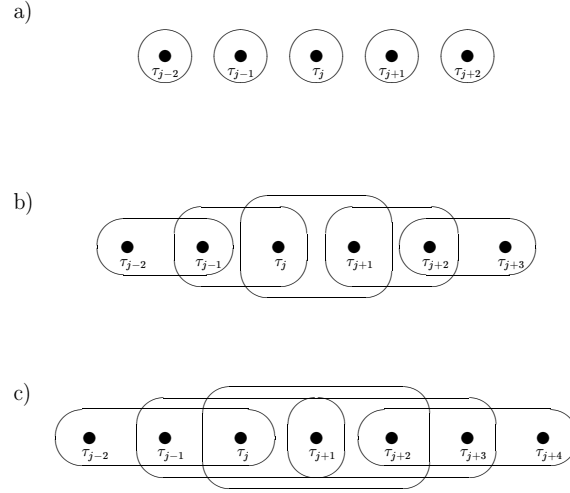 a)
τ_{j−2} τ_{j−1} τ_j τ_{j+1} τ_{j+2}
b)
τ_{j−2} τ_{j−1} τ_j τ_{j+1} τ_{j+2} τ_{j+3}
c)
τ_{j−2} τ_{j−1} τ_j τ_{j+1} τ_{j+2} τ_{j+3} τ_{j+4}